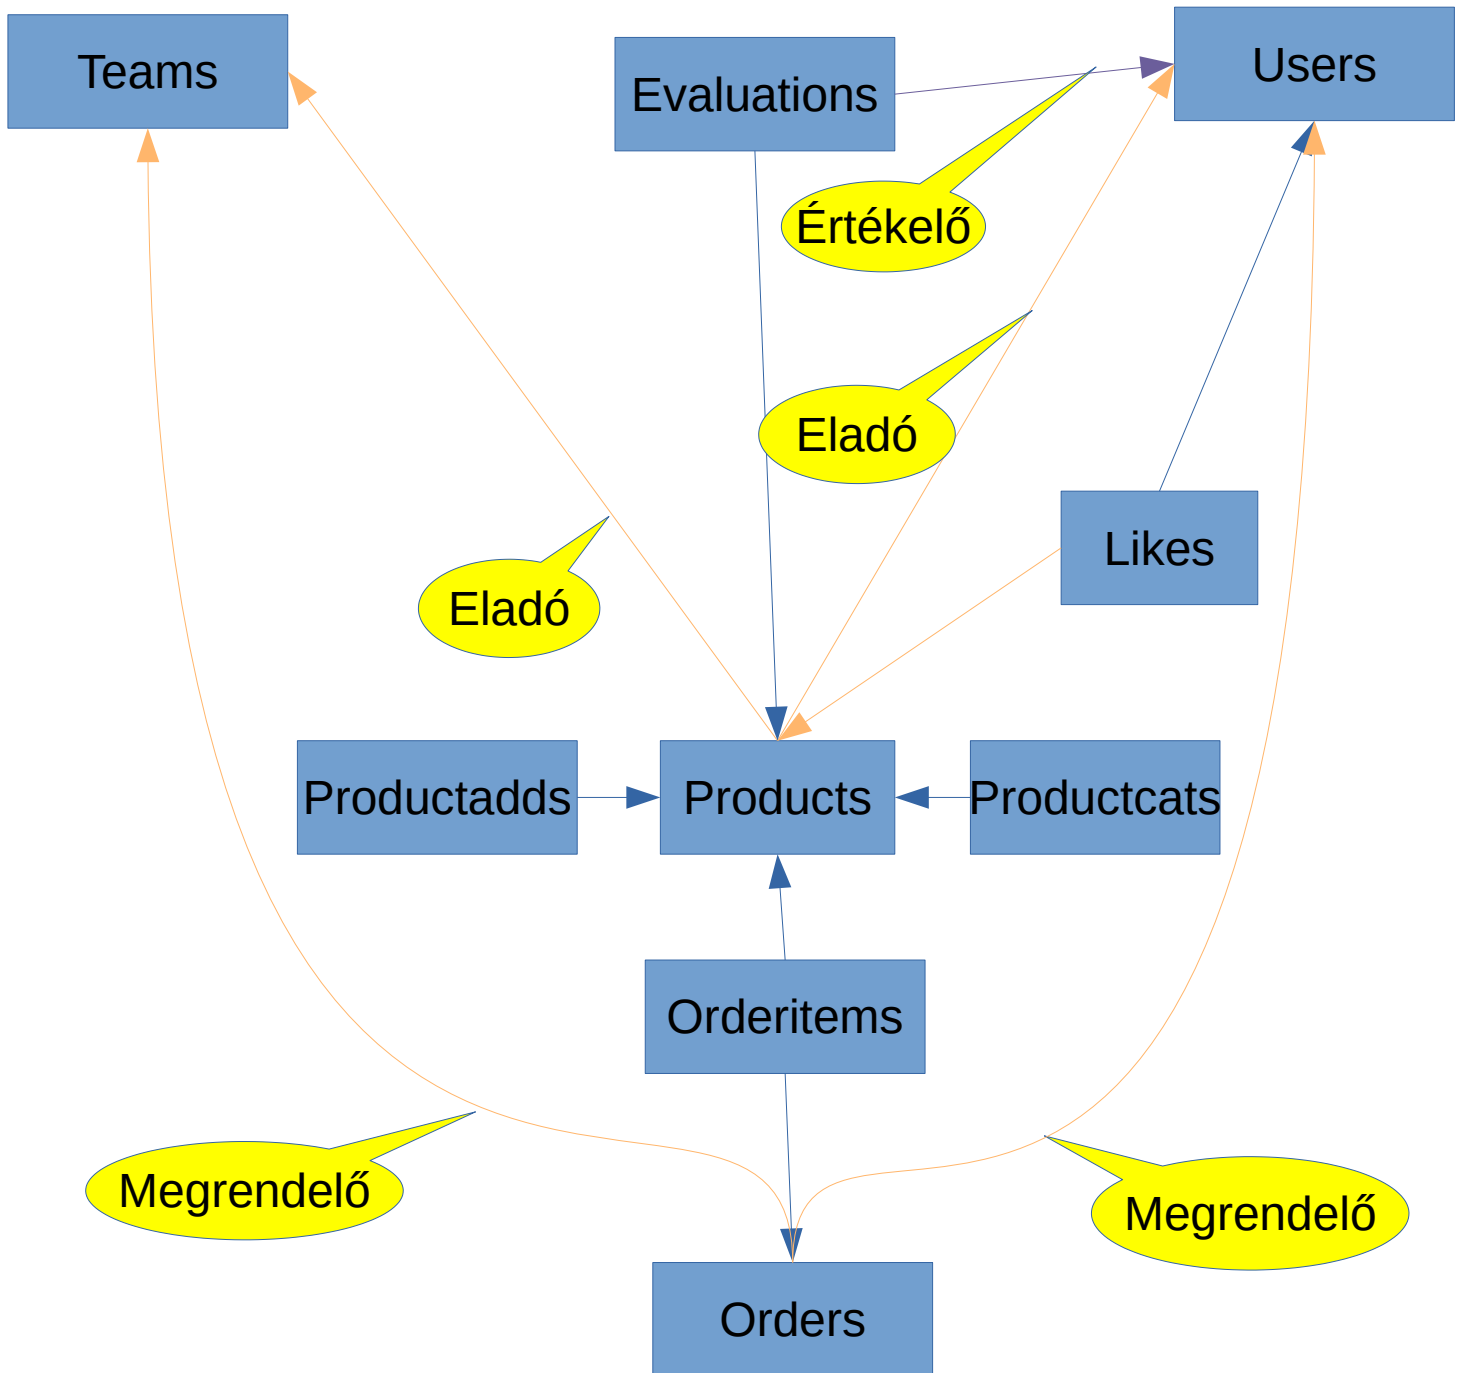 Teams
Evaluations
Users
Értékelő
Eladó
Likes
Eladó
Productadds
Products
Productcats
Orderitems
Megrendelő
Megrendelő
Orders